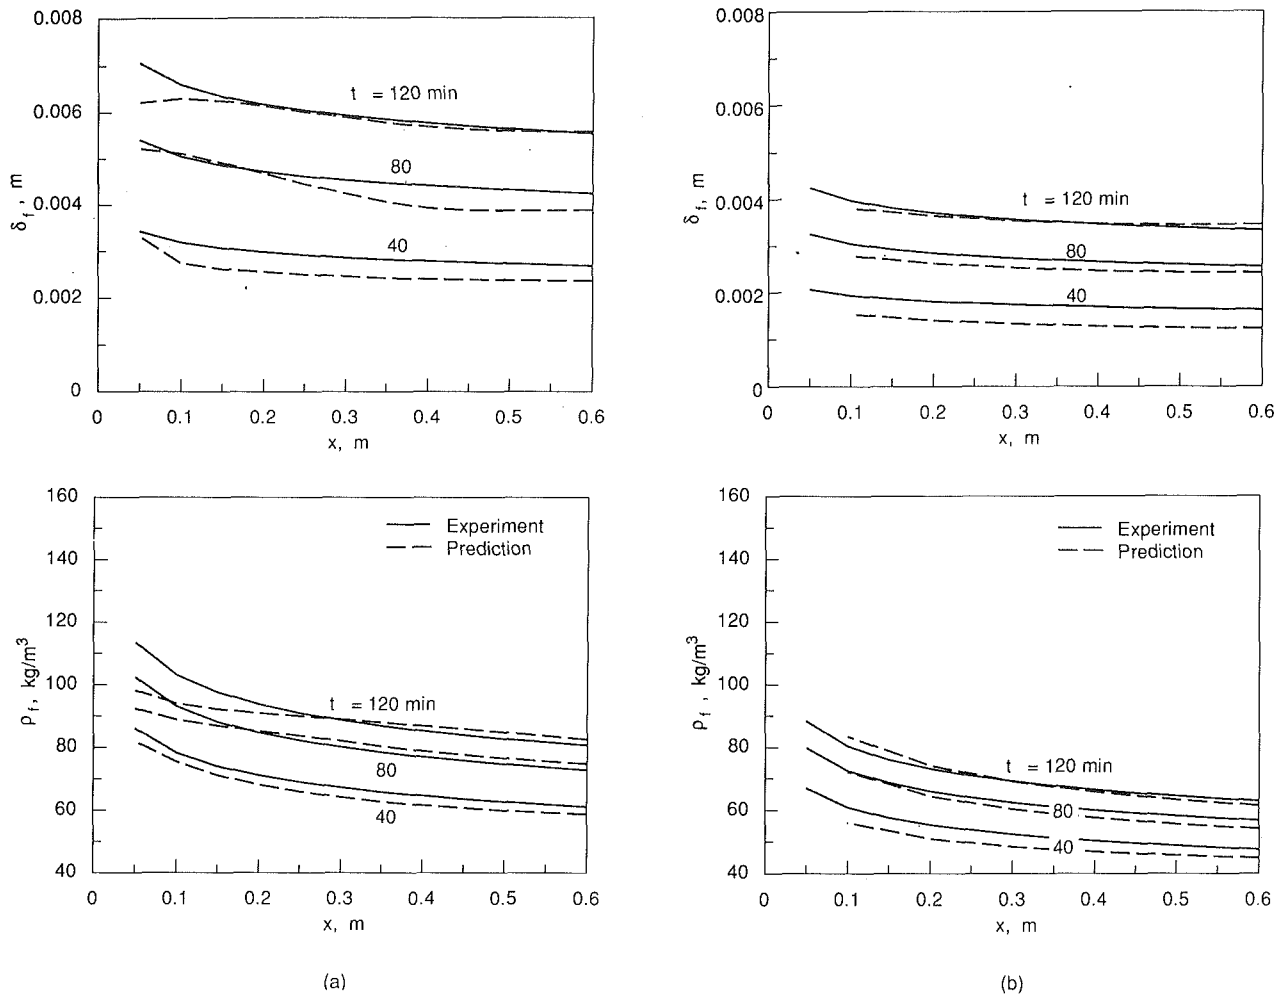 0.008
0.006
0.004
0.002
0
δf , m
t = 120 min
80
40
0 0.1 0.2 0.3 0.4 0.5 0.6
x, m
0.008
0.006
0.004
0.002
0
δf, m
t = 120 min
80
40
0 0.1 0.2 0.3 0.4 0.5 0.6
x, m
160
140
120
100
80
60
40
ρf , kg/m³
Experiment
Prediction
t = 120 min
80
40
0 0.1 0.2 0.3 0.4 0.5 0.6
x, m
(a)
160
140
120
100
80
60
40
ρf , kg/m³
Experiment
Prediction
t = 120 min
80
40
0 0.1 0.2 0.3 0.4 0.5 0.6
x, m
(b)